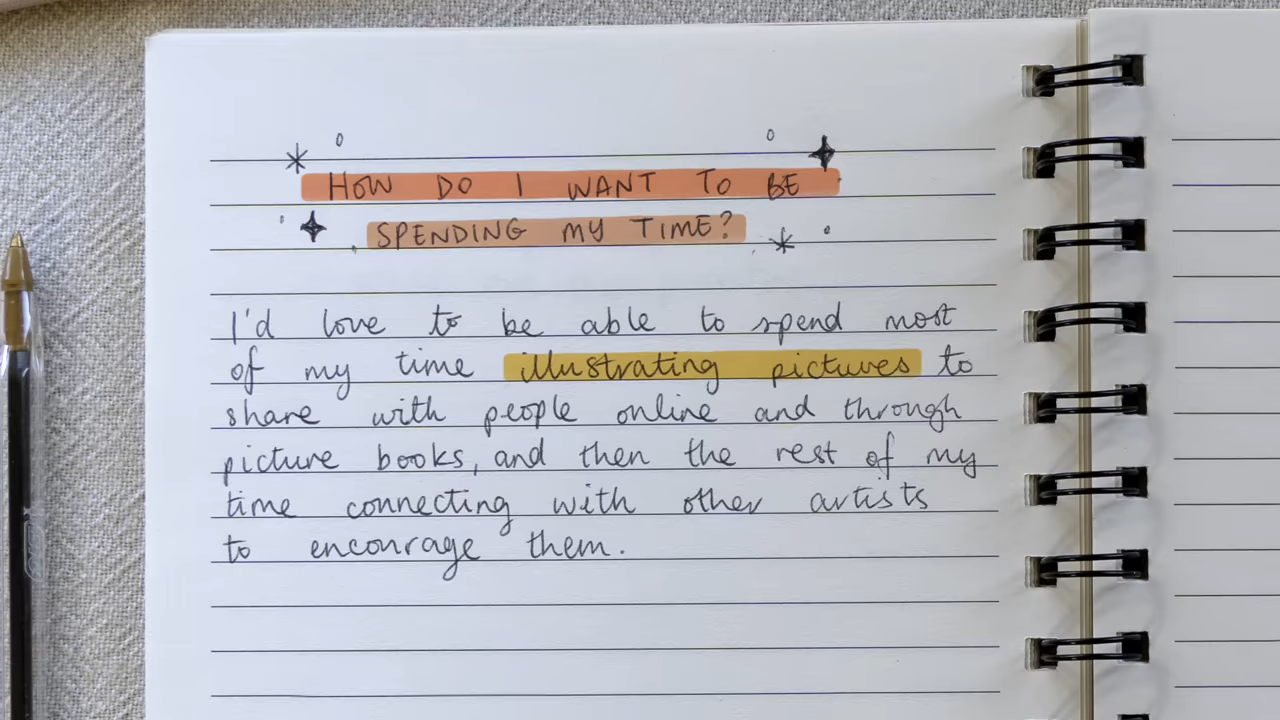 HOW DO I WANT TO BE
SPENDING MY TIME?
I'd love to be able to spend most
of my time illustrating pictures to
share with people online and through
picture books, and then the rest of my
time connecting with other artists
to encourage them.